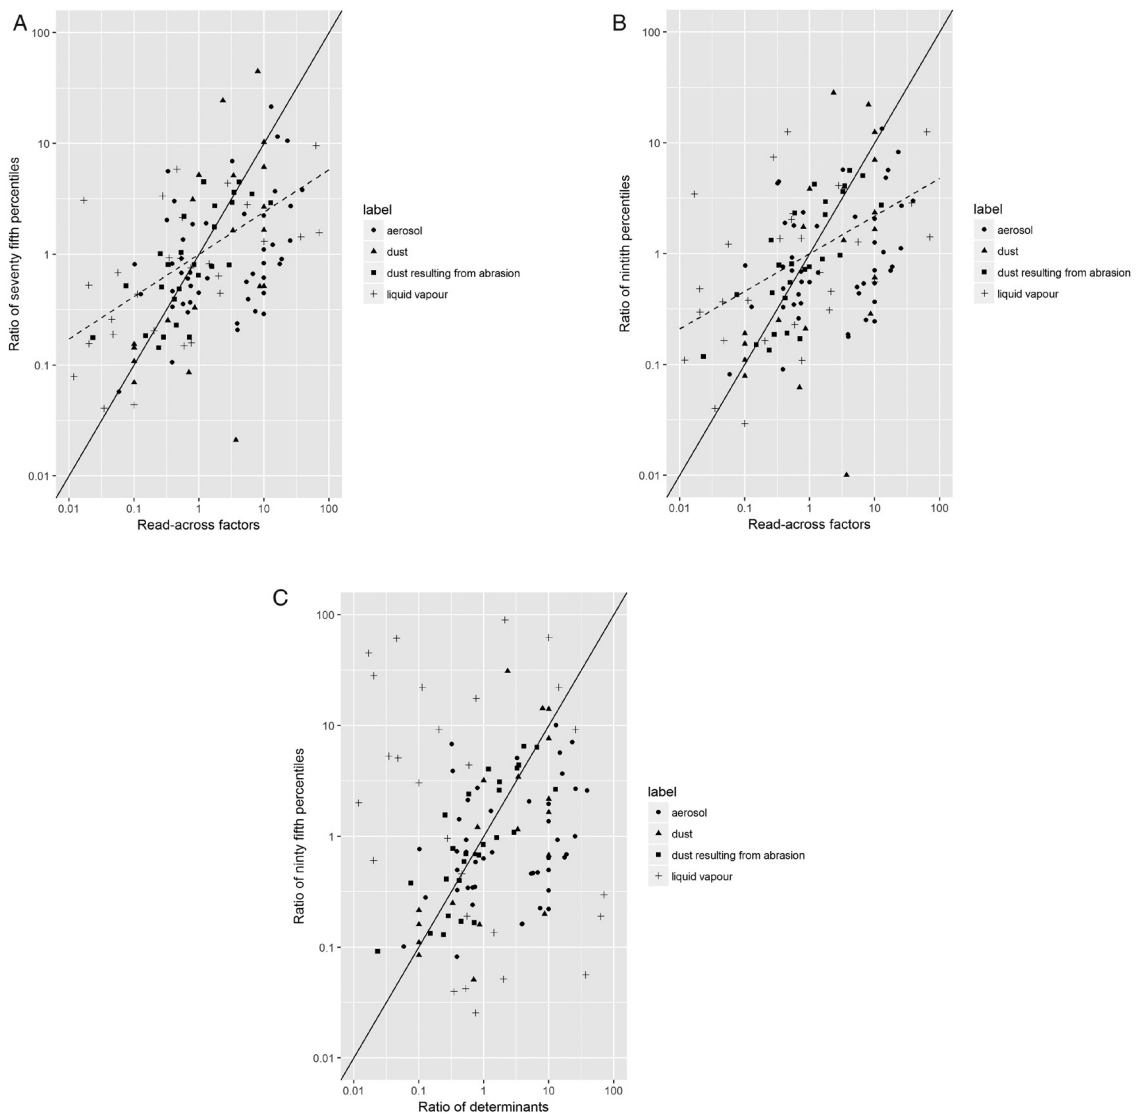 A
Ratio of seventy fifth percentiles
100
10
1
0.1
0.01
0.01 0.1 1 10 100
Read-across factors
label
aerosol
dust
dust resulting from abrasion
liquid vapour
B
Ratio of nintith percentiles
100
10
1
0.1
0.01
0.01 0.1 1 10 100
Read-across factors
label
aerosol
dust
dust resulting from abrasion
liquid vapour
C
Ratio of ninty fifth percentiles
100
10
1
0.1
0.01
0.01 0.1 1 10 100
Ratio of determinants
label
aerosol
dust
dust resulting from abrasion
liquid vapour